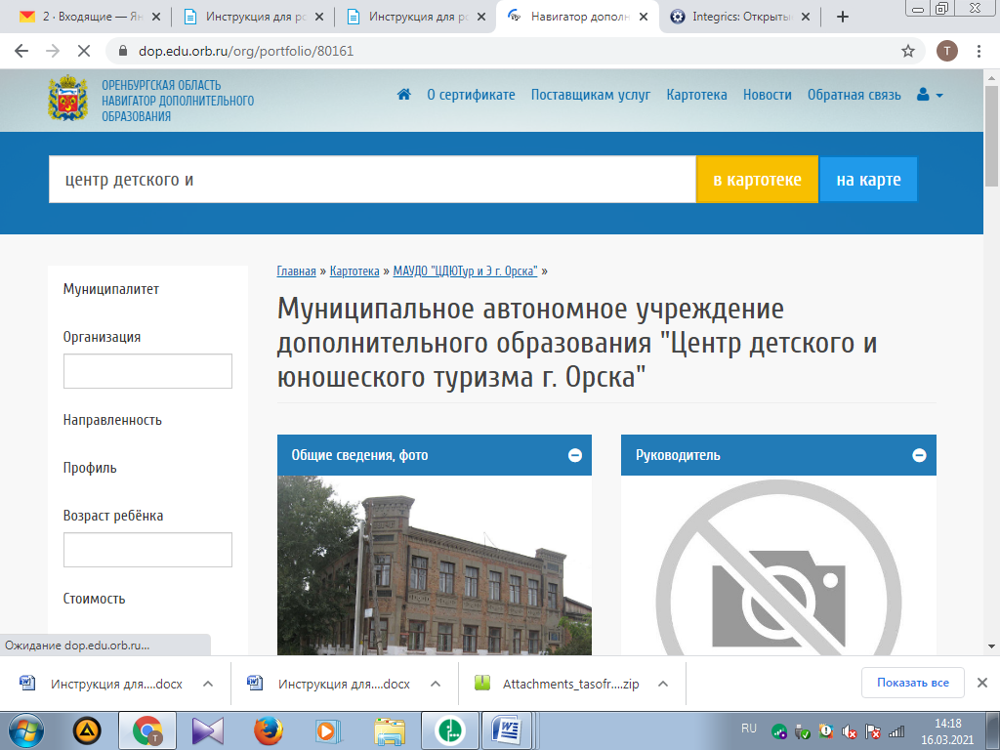 2 · Входящие — Ян
Инструкция для ро
Инструкция для ро
Навигатор дополн
Integrics: Открыты
dop.edu.orb.ru/org/portfolio/80161
T
ОРЕНБУРГСКАЯ ОБЛАСТЬ
НАВИГАТОР ДОПОЛНИТЕЛЬНОГО
ОБРАЗОВАНИЯ
О сертификате Поставщикам услуг Картотека Новости Обратная связь
центр детского и
в картотеке
на карте
Главная » Картотека » МАУДО "ЦДЮТур и Э г. Орска" »
Муниципальное автономное учреждение
дополнительного образования "Центр детского и
юношеского туризма г. Орска"
Муниципалитет
Организация
Направленность
Профиль
Возраст ребёнка
Стоимость
Общие сведения, фото
Руководитель
Ожидание dop.edu.orb.ru...
Инструкция для....docx
Инструкция для....docx
Attachments_tasofr....zip
Показать все
RU
14:18
16.03.2021